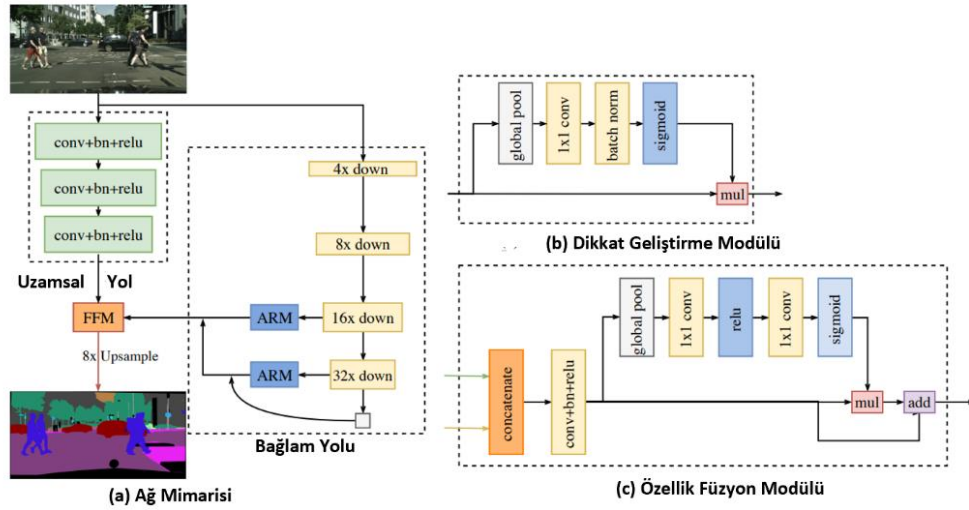 conv+bn+relu
conv+bn+relu
conv+bn+relu
Uzamsal Yol
FFM
8x Upsample
4x down
8x down
ARM
16x down
ARM
32x down
Bağlam Yolu
(a) Ağ Mimarisi
global pool
1x1 conv
batch norm
sigmoid
mul
(b) Dikkat Geliştirme Modülü
concatenate
conv+bn+relu
global pool
1x1 conv
relu
1x1 conv
sigmoid
mul
add
(c) Özellik Füzyon Modülü